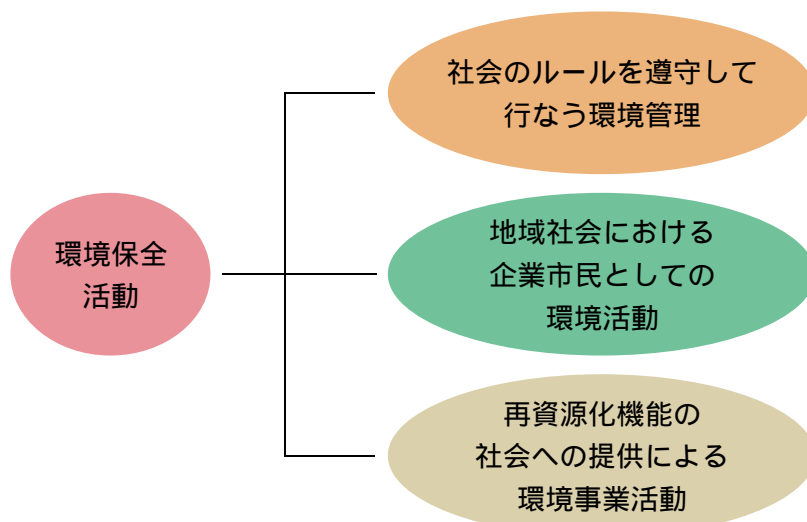 環境保全
活動
社会のルールを遵守して
行なう環境管理
地域社会における
企業市民としての
環境活動
再資源化機能の
社会への提供による
環境事業活動